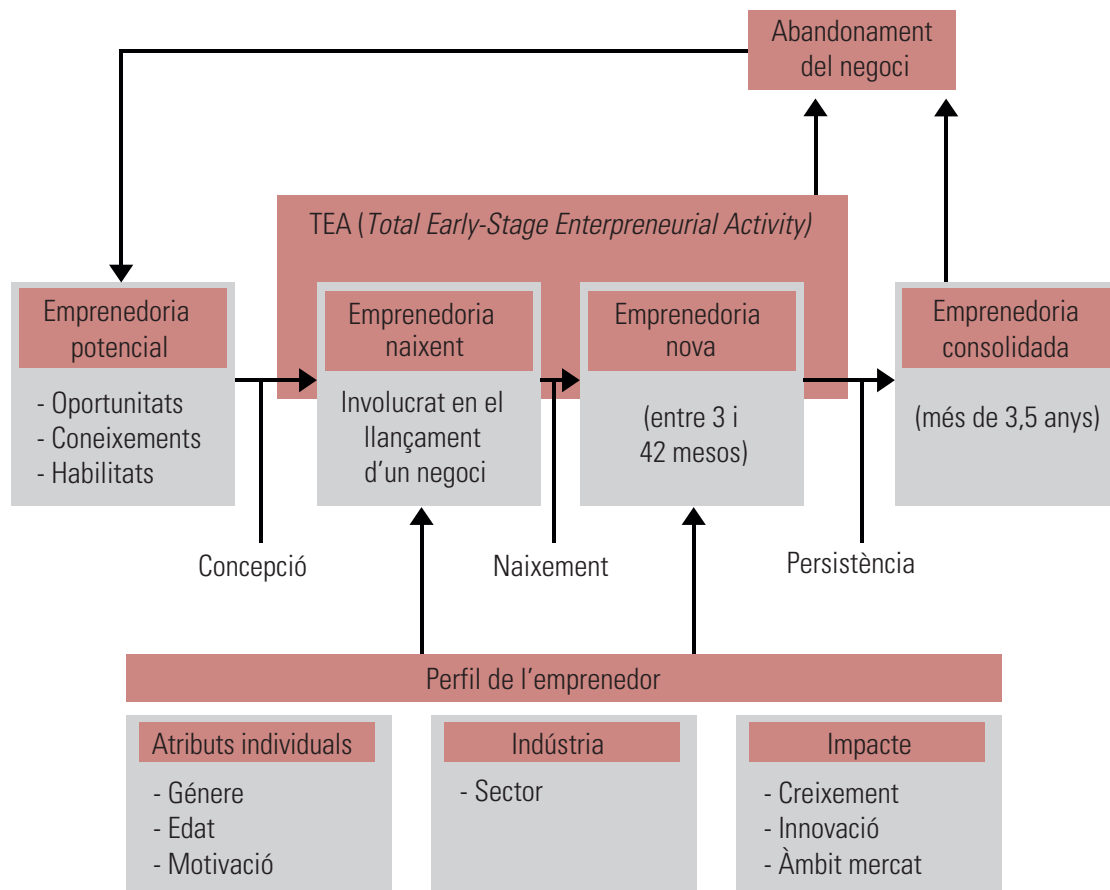 Abandonament
del negoci
TEA (Total Early-Stage Enterpreneurial Activity)
Emprenedoria
potencial
- Oportunitats
- Coneixements
- Habilitats
Emprenedoria
naixent
Involucrat en el
llançament
d’un negoci
Emprenedoria
nova
(entre 3 i
42 mesos)
Emprenedoria
consolidada
(més de 3,5 anys)
Concepció
Naixement
Persistència
Perfil de l’emprenedor
Atributs individuals
- Génere
- Edat
- Motivació
Indústria
- Sector
Impacte
- Creixement
- Innovació
- Àmbit mercat